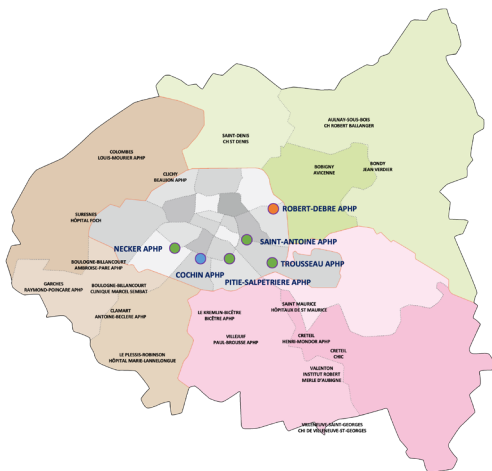 AULNAY-SOUS-BOIS
CH ROBERT BALLANGER
SAINT-DENIS
CH ST DENIS
COLOMBES
LOUIS-MOURIER APHP
BONDY
JEAN VERDIER
BOBIGNY
AVICENNE
CLICHY
BEAUJON APHP
ROBERT-DEBRE APHP
SURESNES
HÔPITAL FOCH
SAINT-ANTOINE APHP
NECKER APHP
BOULOGNE-BILLANCOURT
AMBROISE-PARE APHP
TROUSSEAU APHP
COCHIN APHP
PITIE-SALPETRIERE APHP
GARCHES
RAYMOND-POINCARE APHP
BOULOGNE-BILLANCOURT
CLINIQUE MARCEL SEMBAT
SAINT MAURICE
HÔPITAUX DE ST MAURICE
CLAMART
ANTOINE-BECLERE APHP
LE KREMLIN-BICÊTRE
BICÊTRE APHP
CRETEIL
HENRI-MONDOR APHP
VILLEJUIF
PAUL-BROUSSE APHP
CRETEIL
CHIC
LE PLESSIS-ROBINSON
HÔPITAL MARIE-LANNELONGUE
VALENTON
INSTITUT ROBERT
MERLE D'AUBIGNE
VILLENEUVE-SAINT-GEORGES
CHI DE VILLENEUVE-ST-GEORGES